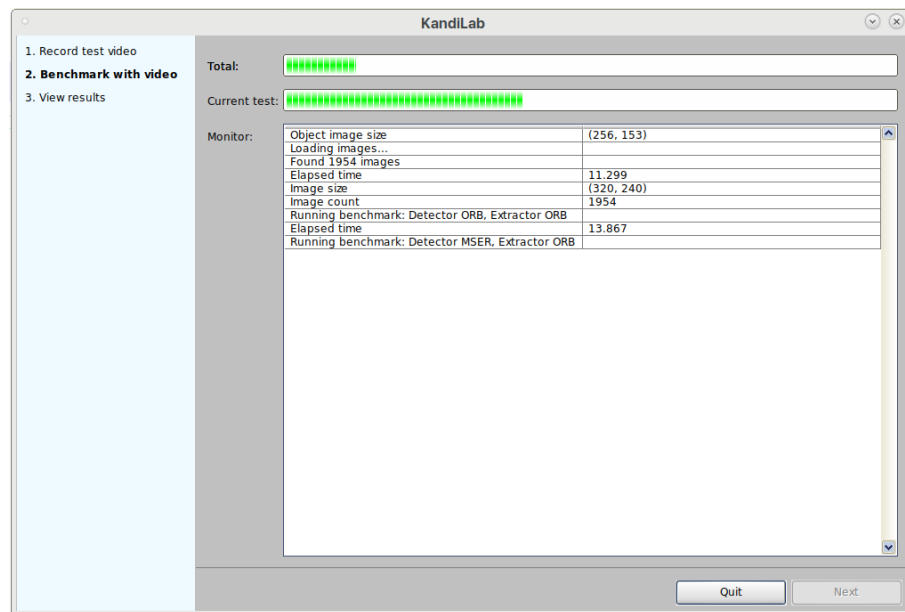 KandiLab
1. Record test video
2. Benchmark with video
3. View results
Total:
Current test:
Monitor:
Object image size (256, 153)
Loading images...
Found 1954 images
Elapsed time 11.299
Image size (320, 240)
Image count 1954
Running benchmark: Detector ORB, Extractor ORB
Elapsed time 13.867
Running benchmark: Detector MSER, Extractor ORB
Quit Next